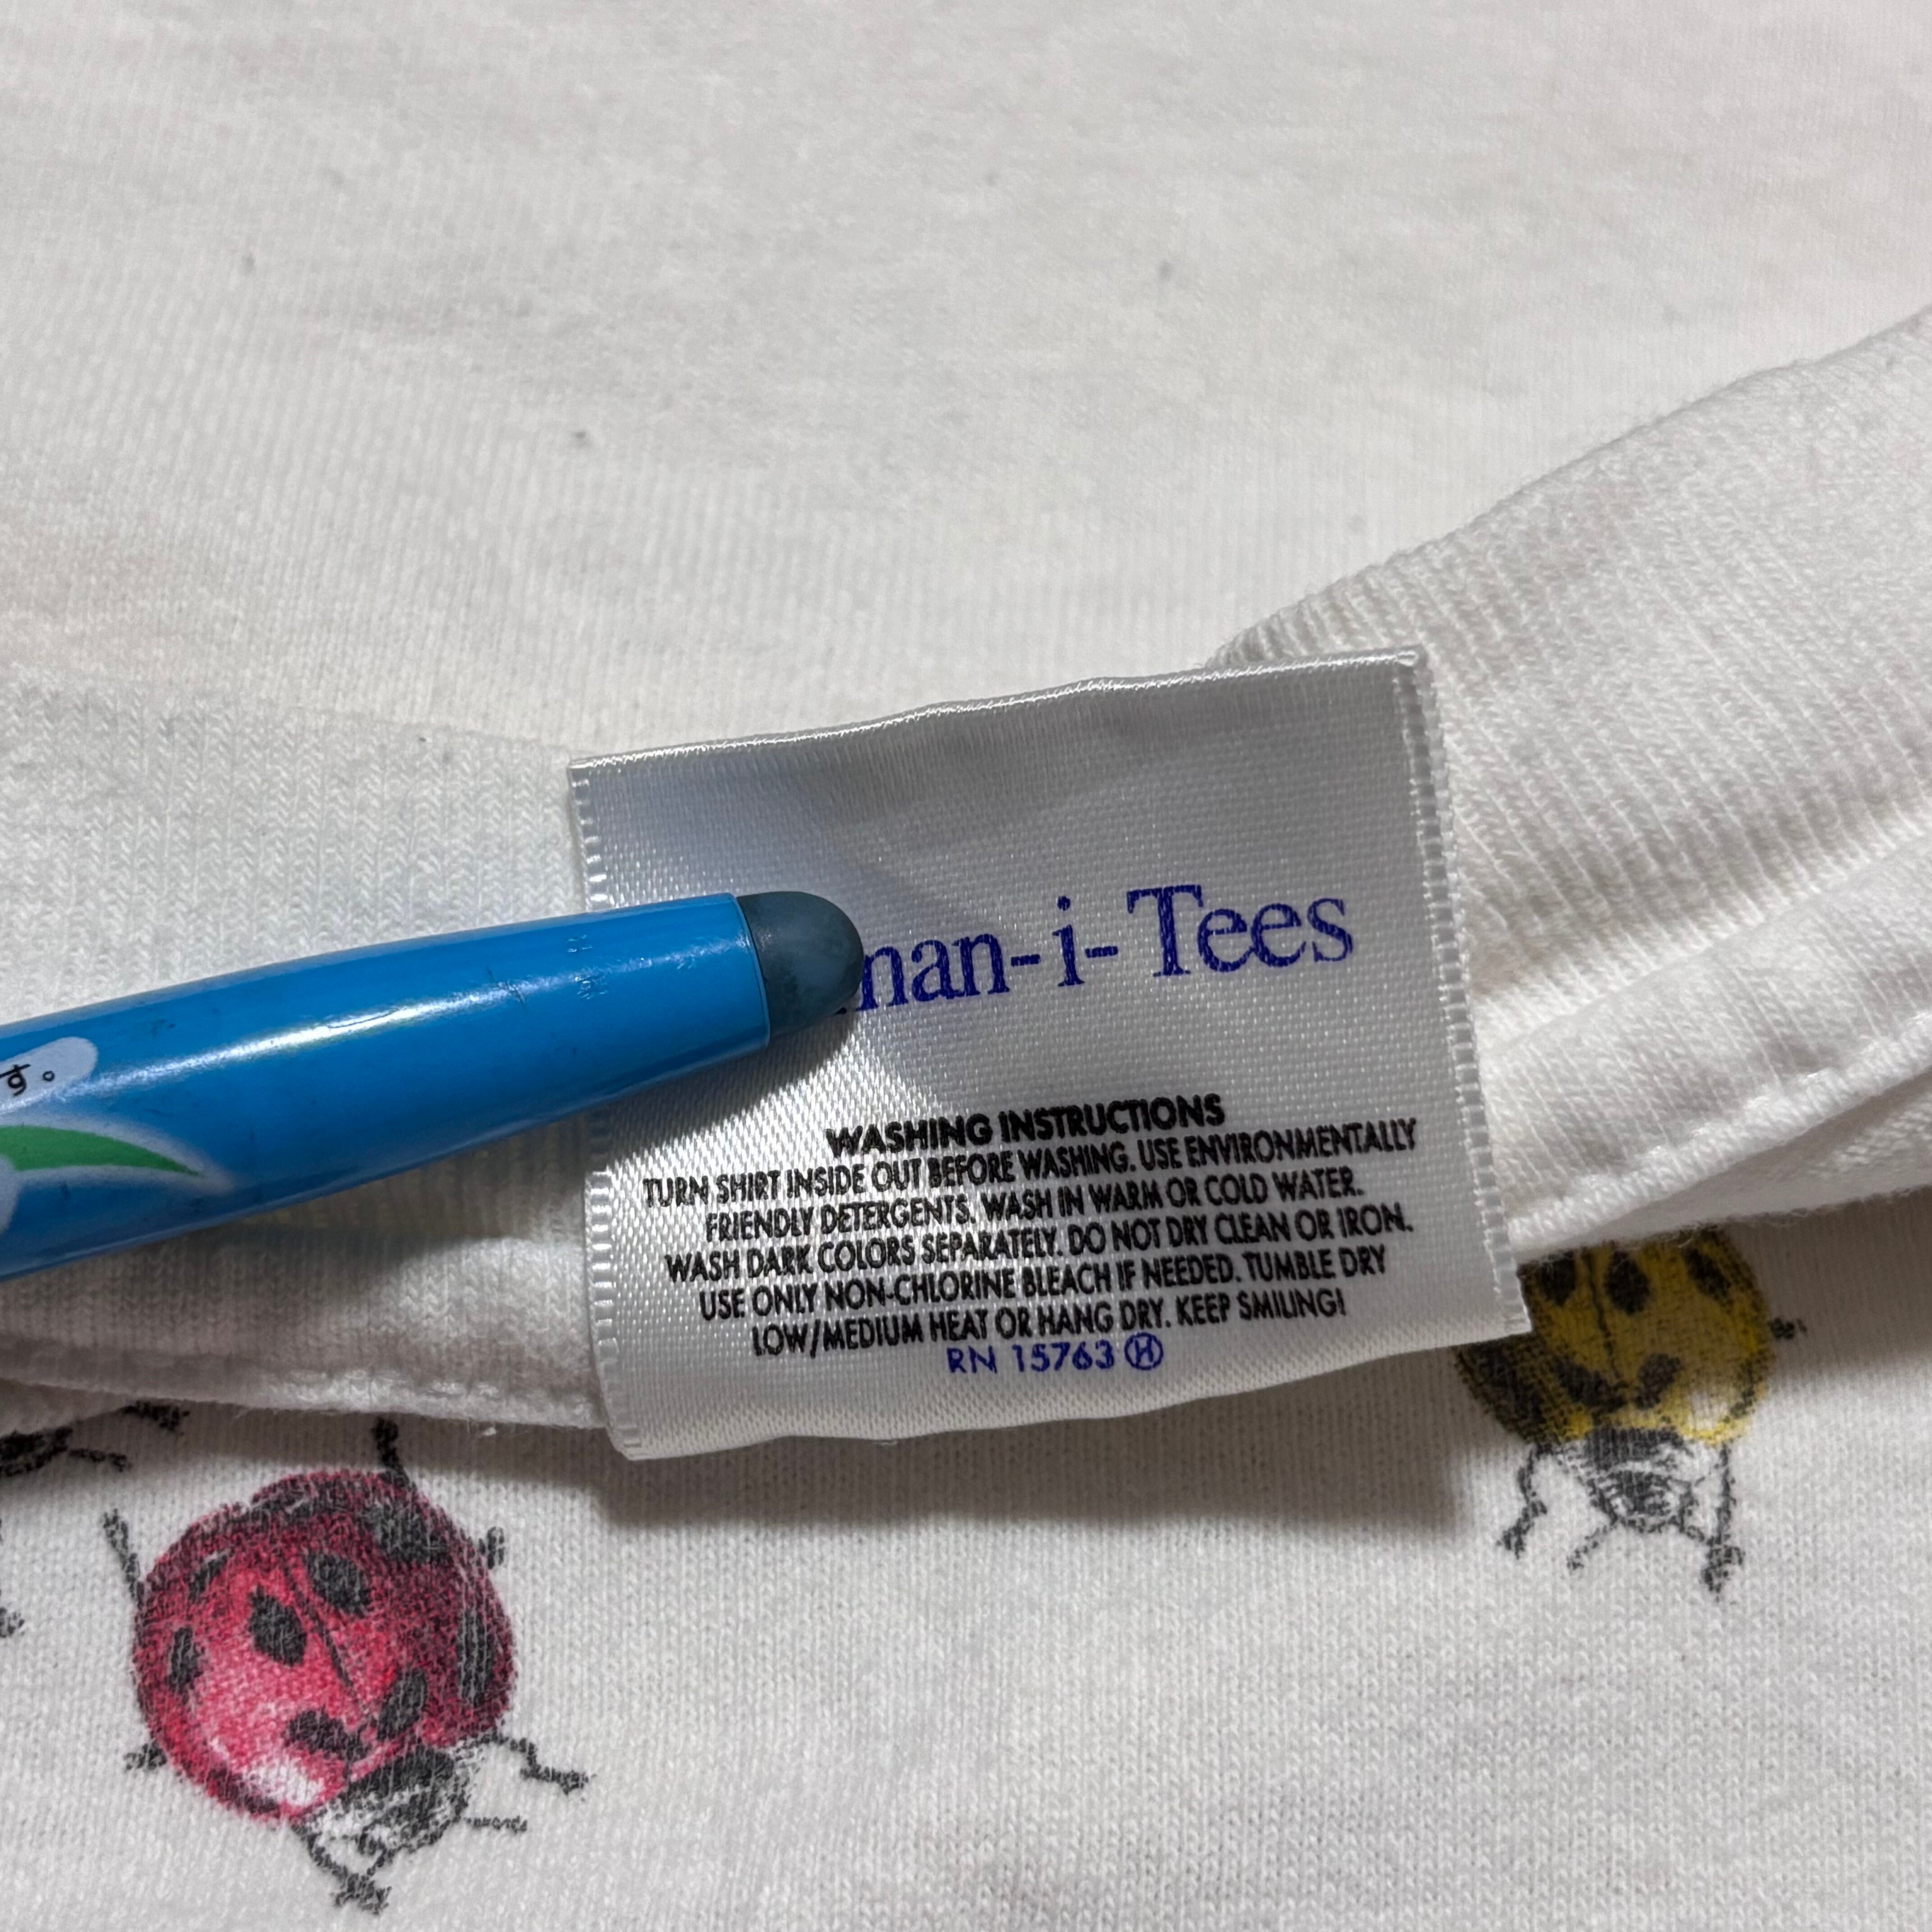 man-i-Tees
WASHING INSTRUCTIONS
TURN SHIRT INSIDE OUT BEFORE WASHING. USE ENVIRONMENTALLY
FRIENDLY DETERGENTS. WASH IN WARM OR COLD WATER.
WASH DARK COLORS SEPARATELY. DO NOT DRY CLEAN OR IRON.
USE ONLY NON-CHLORINE BLEACH IF NEEDED. TUMBLE DRY
LOW/MEDIUM HEAT OR HANG DRY. KEEP SMILING!
RN 15763 Ⓗ
す。